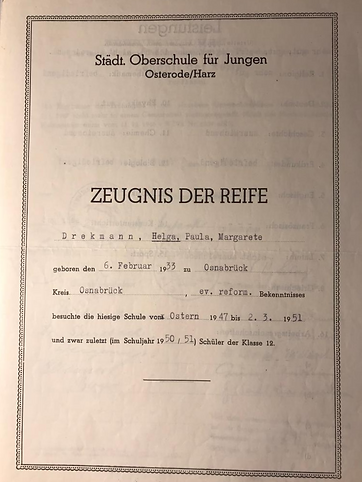 Städt. Oberschule für Jungen
Osterode/Harz
ZEUGNIS DER REIFE
Drekmann, Helga, Paula, Margarete
geboren den 6. Februar 1933 zu Osnabrück
Kreis Osnabrück, ev. reform. Bekenntnisses
besuchte die hiesige Schule von Ostern 1947 bis 2. 3. 1951
und zwar zuletzt (im Schuljahr 1950/51) Schüler der Klasse 12.